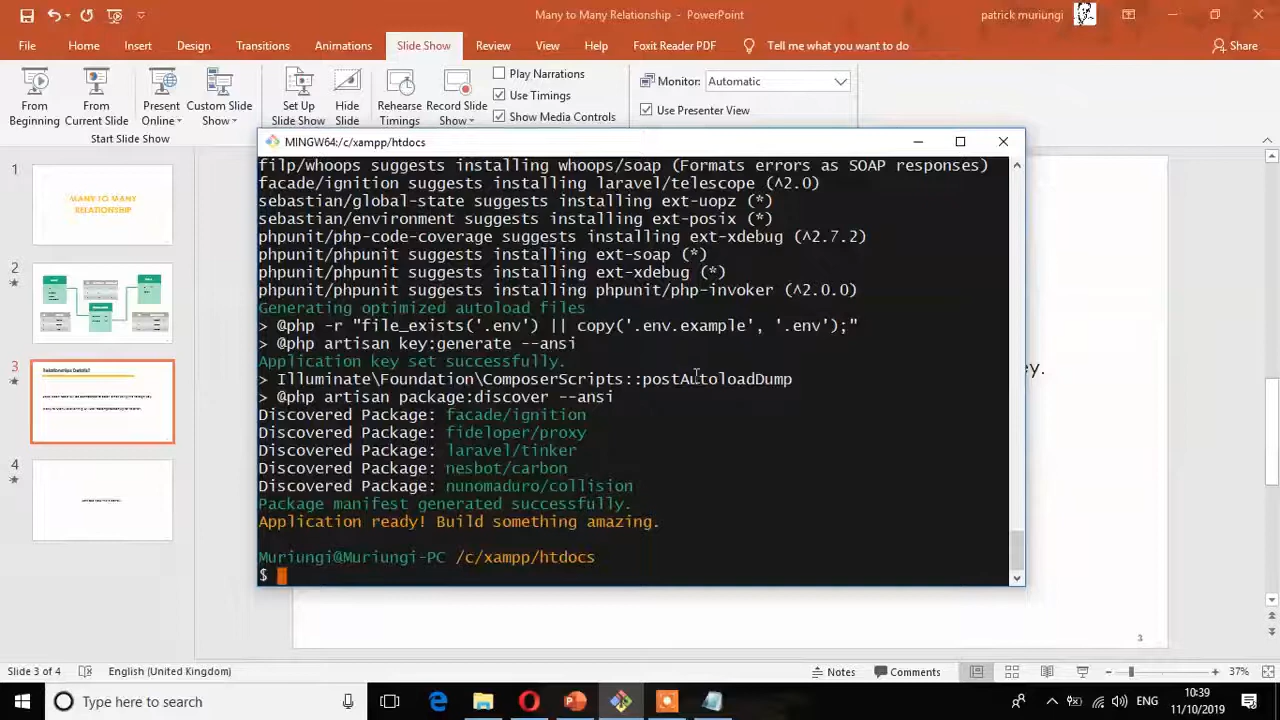 Many to Many Relationship - PowerPoint
patrick muriungi
File Home Insert Design Transitions Animations Slide Show Review View Help Foxit Reader PDF Tell me what you want to do Share
From Beginning
From Current Slide
Present Online
Custom Slide Show
Start Slide Show
Set Up Slide Show
Hide Slide
Rehearse Timings
Record Slide Show
Play Narrations
Use Timings
Show Media Controls
Monitor: Automatic
Use Presenter View
1
MANY TO MANY
RELATIONSHIP
2
3
4
MINGW64:/c/xampp/htdocs
filp/whoops suggests installing whoops/soap (Formats errors as SOAP responses)
facade/ignition suggests installing laravel/telescope (^2.0)
sebastian/global-state suggests installing ext-uopz (*)
sebastian/environment suggests installing ext-posix (*)
phpunit/php-code-coverage suggests installing ext-xdebug (^2.7.2)
phpunit/phpunit suggests installing ext-soap (*)
phpunit/phpunit suggests installing ext-xdebug (*)
phpunit/phpunit suggests installing phpunit/php-invoker (^2.0.0)
Generating optimized autoload files
> @php -r "file_exists('.env') || copy('.env.example', '.env');"
> @php artisan key:generate --ansi
Application key set successfully.
> Illuminate\Foundation\ComposerScripts::postAutoloadDump
> @php artisan package:discover --ansi
Discovered Package: facade/ignition
Discovered Package: fideloper/proxy
Discovered Package: laravel/tinker
Discovered Package: nesbot/carbon
Discovered Package: nunomaduro/collision
Package manifest generated successfully.
Application ready! Build something amazing.
Muriungi@Muriungi-PC /c/xampp/htdocs
$
ey.
3
Slide 3 of 4 English (United Kingdom) Notes Comments 37%
Type here to search
ENG
10:39
11/10/2019